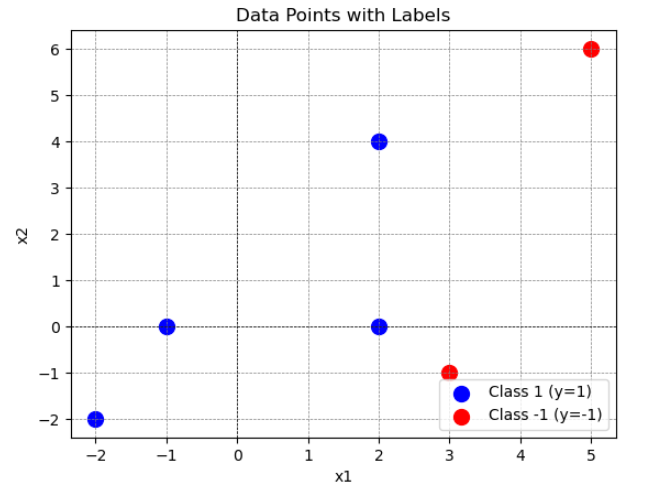 Data Points with Labels
6
5
4
3
2
1
0
−1
−2
x2
Class 1 (y=1)
Class -1 (y=-1)
−2 −1 0 1 2 3 4 5
x1